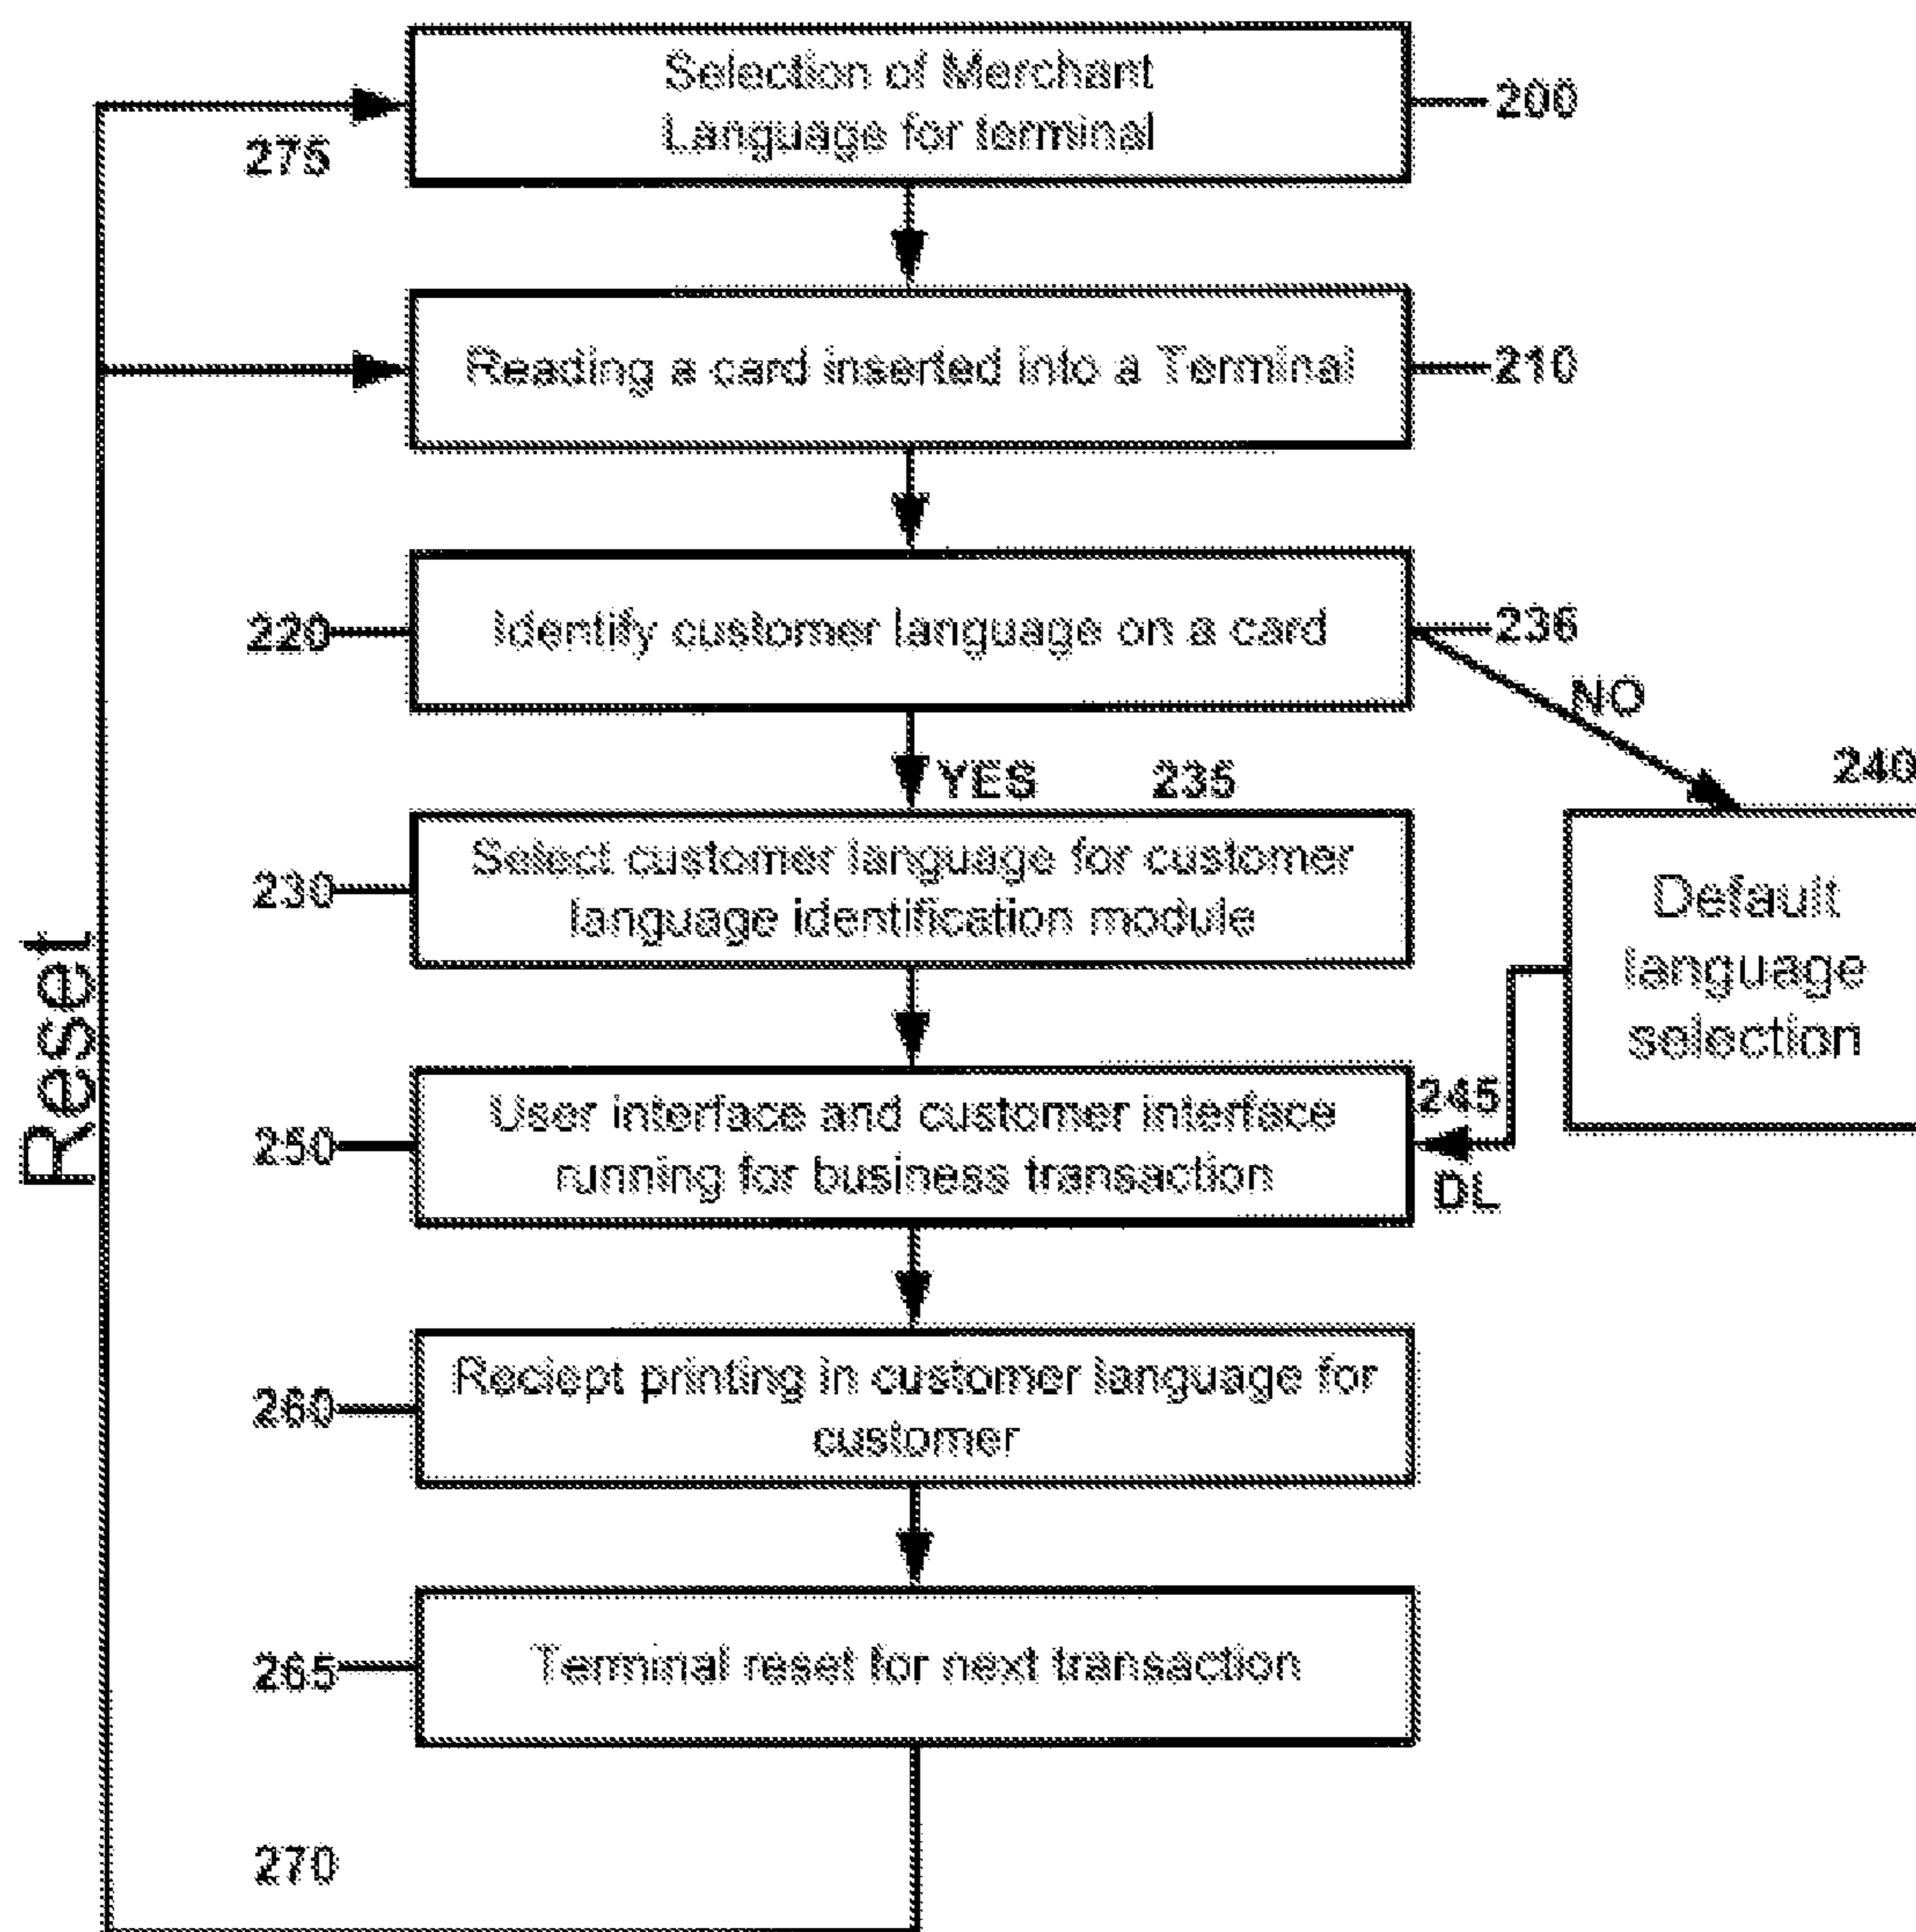 Selection of Merchant
Language for terminal
200
275
Reading a card inserted into a Terminal
210
220
Identify customer language on a card
236
NO
YES
235
240
230
Select customer language for customer
language identification module
Default
language
selection
Reset
250
User interface and customer interface
running for business transaction
245
DL
260
Reciept printing in customer language for
customer
265
Terminal reset for next transaction
270